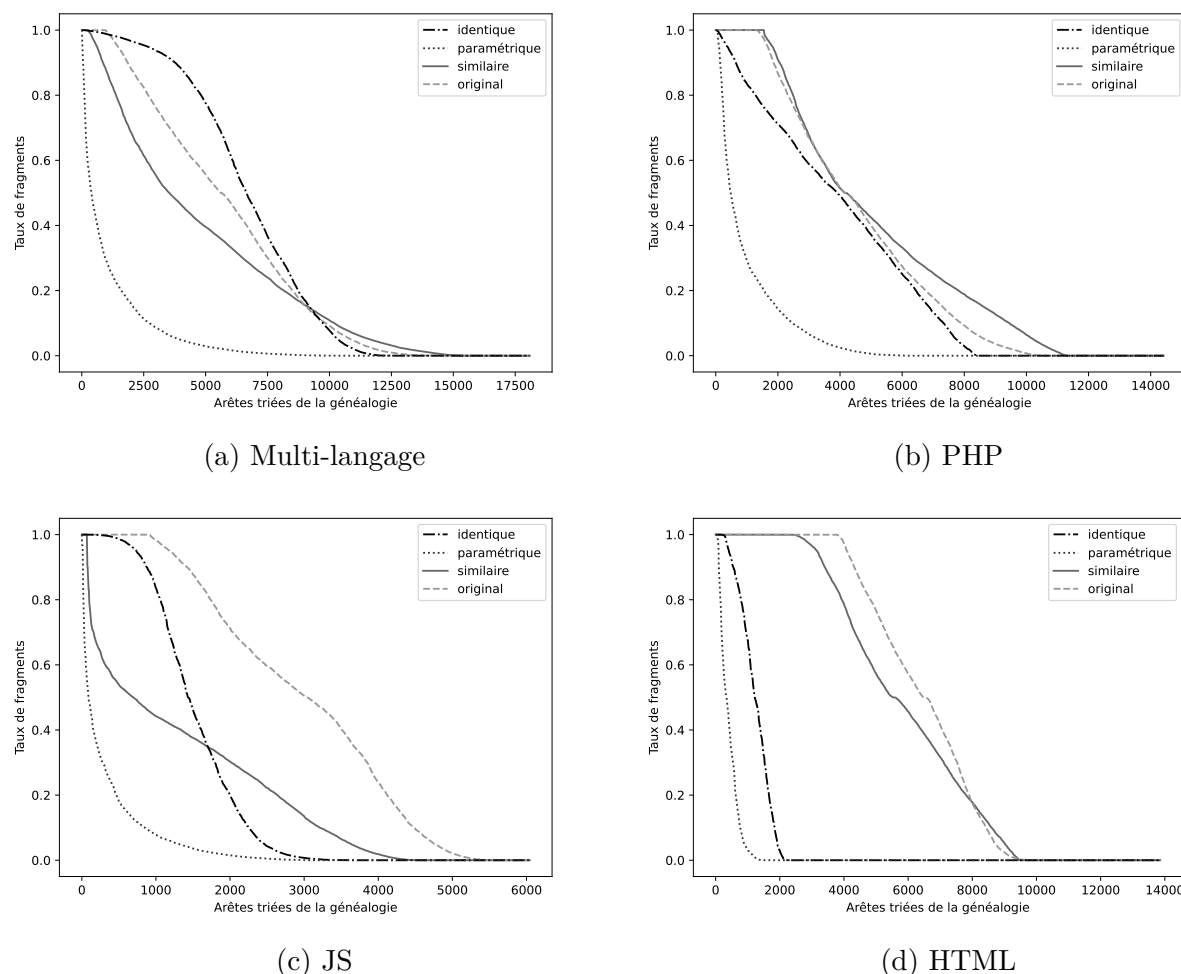 1.0
0.8
0.6
0.4
0.2
0.0
Taux de fragments
0 2500 5000 7500 10000 12500 15000 17500
Arêtes triées de la généalogie
identique
paramétrique
similaire
original
(a) Multi-langage
1.0
0.8
0.6
0.4
0.2
0.0
Taux de fragments
0 2000 4000 6000 8000 10000 12000 14000
Arêtes triées de la généalogie
identique
paramétrique
similaire
original
(b) PHP
1.0
0.8
0.6
0.4
0.2
0.0
Taux de fragments
0 1000 2000 3000 4000 5000 6000
Arêtes triées de la généalogie
identique
paramétrique
similaire
original
(c) JS
1.0
0.8
0.6
0.4
0.2
0.0
Taux de fragments
0 2000 4000 6000 8000 10000 12000 14000
Arêtes triées de la généalogie
identique
paramétrique
similaire
original
(d) HTML